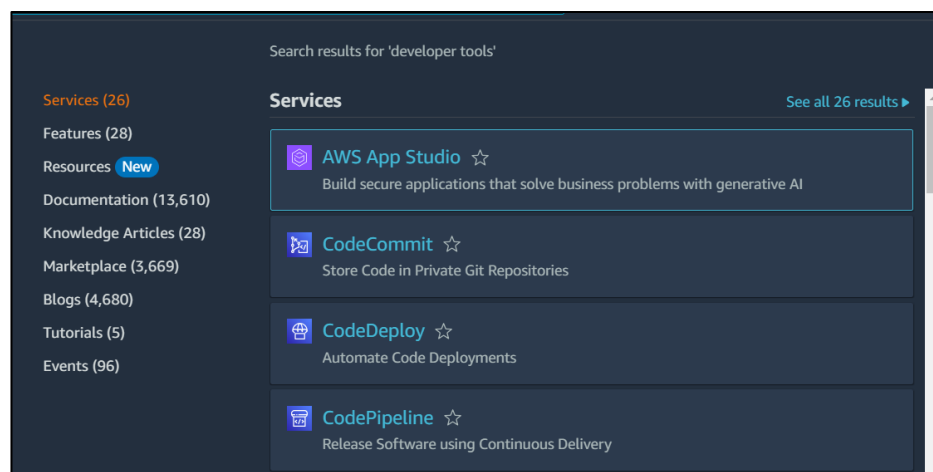 Search results for 'developer tools'
Services (26)
Features (28)
Resources New
Documentation (13,610)
Knowledge Articles (28)
Marketplace (3,669)
Blogs (4,680)
Tutorials (5)
Events (96)
Services
See all 26 results
AWS App Studio
Build secure applications that solve business problems with generative AI
CodeCommit
Store Code in Private Git Repositories
CodeDeploy
Automate Code Deployments
CodePipeline
Release Software using Continuous Delivery